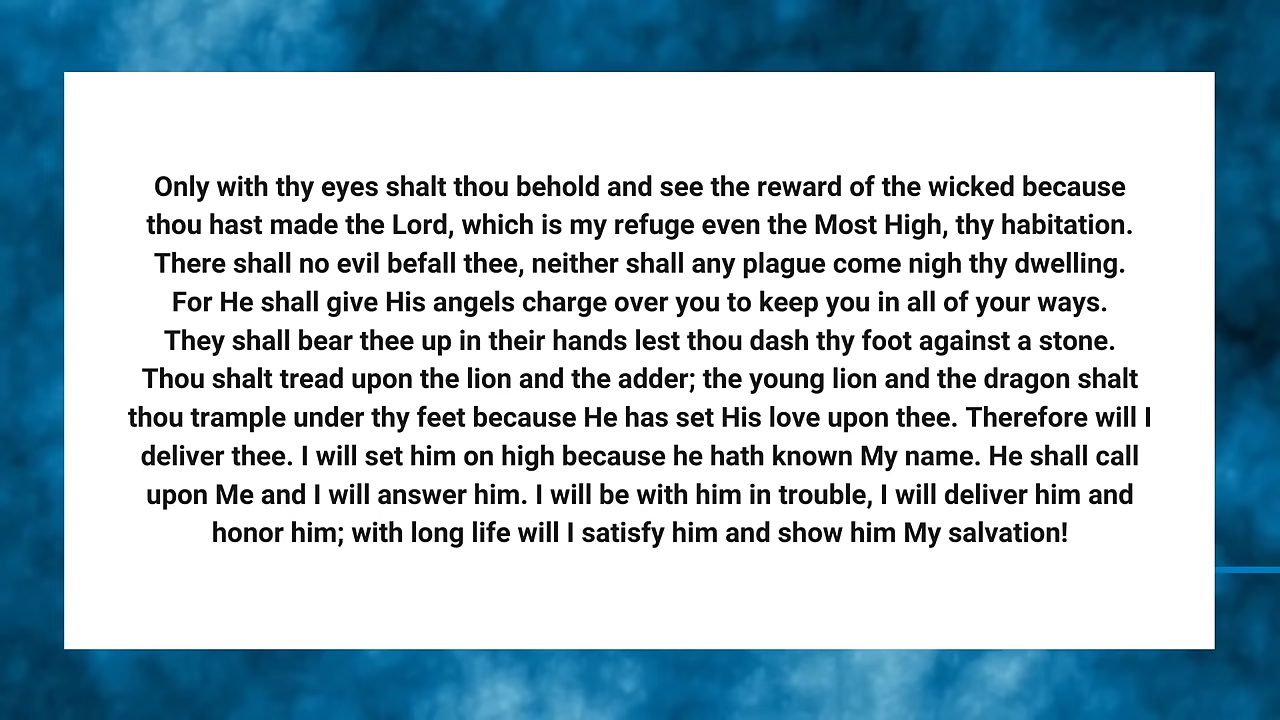 Only with thy eyes shalt thou behold and see the reward of the wicked because
thou hast made the Lord, which is my refuge even the Most High, thy habitation.
There shall no evil befall thee, neither shall any plague come nigh thy dwelling.
For He shall give His angels charge over you to keep you in all of your ways.
They shall bear thee up in their hands lest thou dash thy foot against a stone.
Thou shalt tread upon the lion and the adder; the young lion and the dragon shalt
thou trample under thy feet because He has set His love upon thee. Therefore will I
deliver thee. I will set him on high because he hath known My name. He shall call
upon Me and I will answer him. I will be with him in trouble, I will deliver him and
honor him; with long life will I satisfy him and show him My salvation!